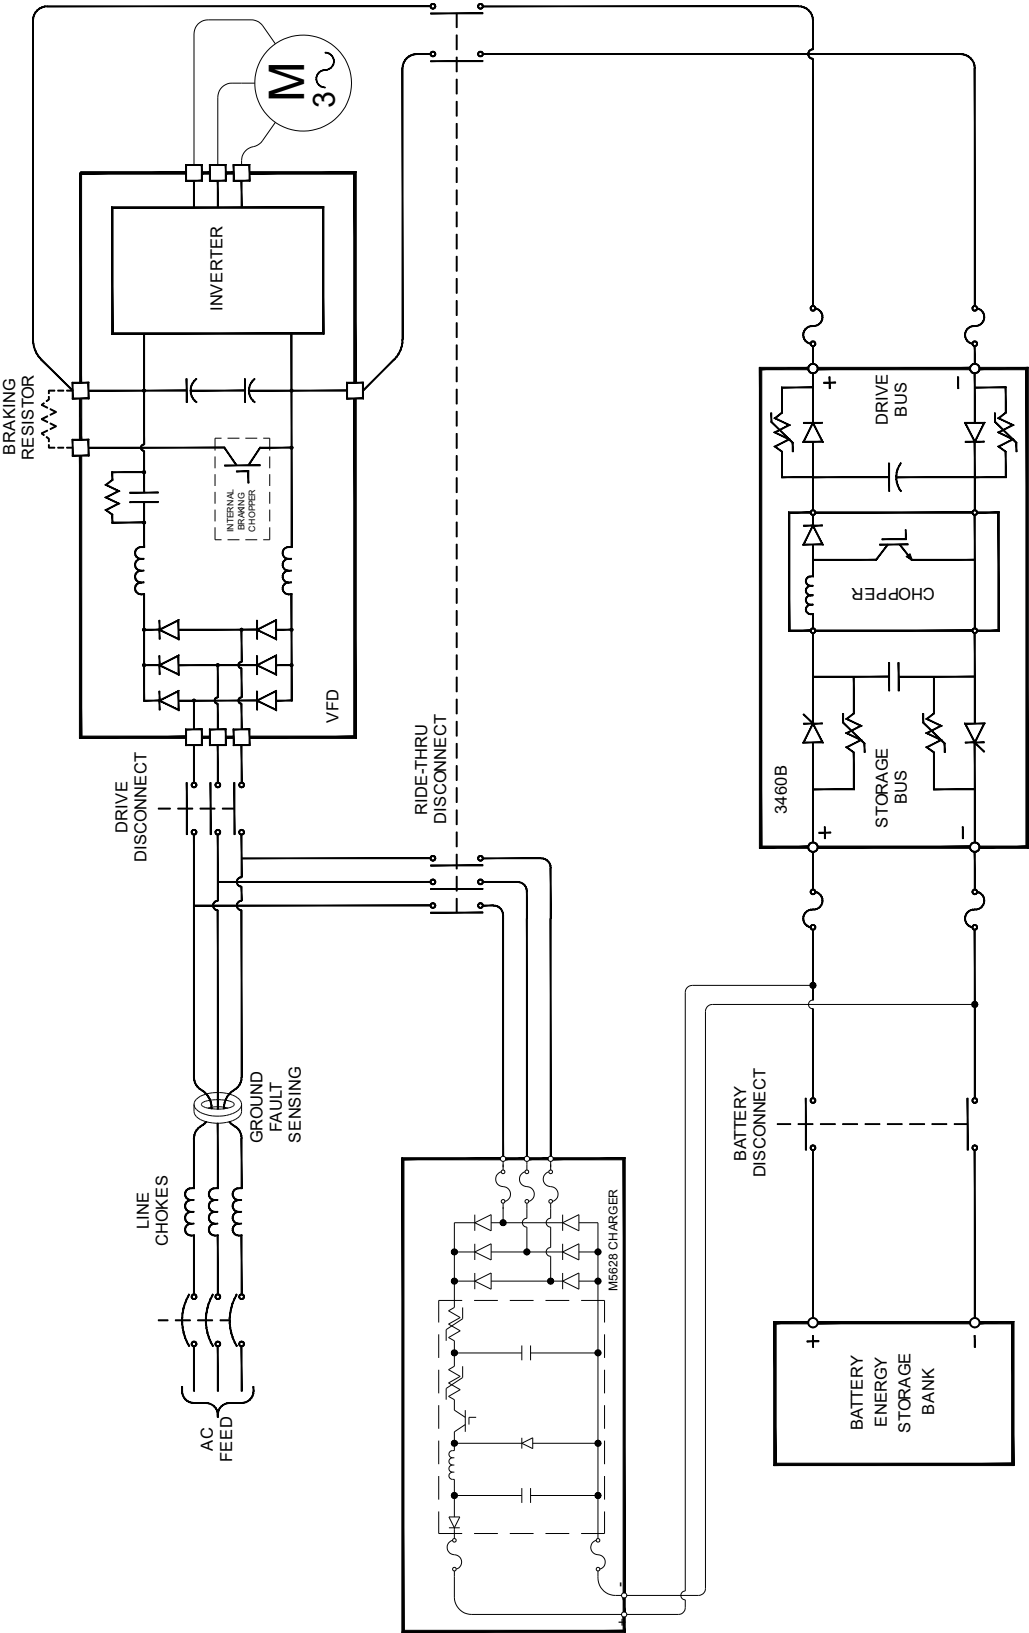 AC
FEED
LINE
CHOKES
GROUND
FAULT
SENSING
DRIVE
DISCONNECT
VFD
BRAKING
RESISTOR
INTERNAL
BRAKING
CHOPPER
INVERTER
M
3
RIDE-THRU
DISCONNECT
M5628 CHARGER
+
-
BATTERY
DISCONNECT
BATTERY
ENERGY
STORAGE
BANK
+
-
3460B
STORAGE
BUS
+
-
CHOPPER
DRIVE
BUS
+
-